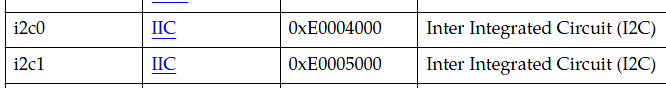 i2c0 IIC 0xE0004000 Inter Integrated Circuit (I2C)
i2c1 IIC 0xE0005000 Inter Integrated Circuit (I2C)